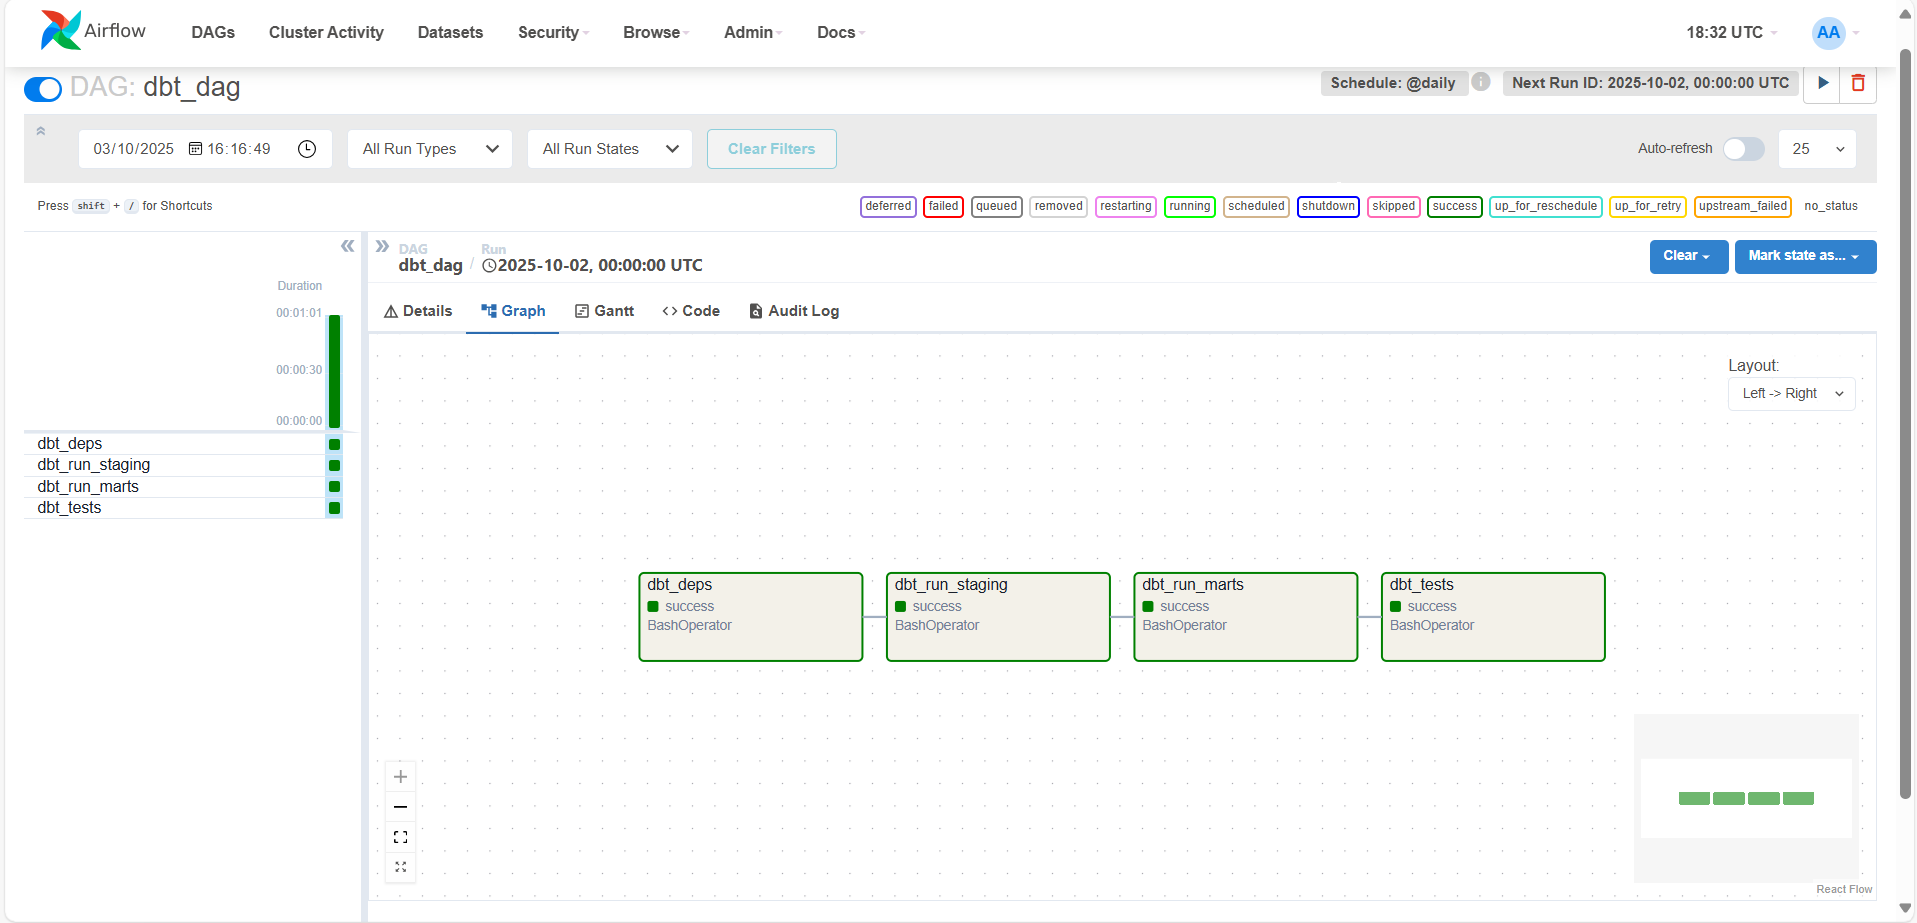 Airflow DAGs Cluster Activity Datasets Security Browse Admin Docs 18:32 UTC AA
DAG: dbt_dag Schedule: @daily Next Run ID: 2025-10-02, 00:00:00 UTC
03/10/2025 16:16:49 All Run Types All Run States Clear Filters Auto-refresh 25
Press shift + / for Shortcuts deferred failed queued removed restarting running scheduled shutdown skipped success up_for_reschedule up_for_retry upstream_failed no_status
DAG Run
dbt_dag / 2025-10-02, 00:00:00 UTC Clear Mark state as...
Duration
00:01:01
00:00:30
00:00:00
dbt_deps
dbt_run_staging
dbt_run_marts
dbt_tests
Details Graph Gantt Code Audit Log
Layout:
Left -> Right
dbt_deps
success
BashOperator
dbt_run_staging
success
BashOperator
dbt_run_marts
success
BashOperator
dbt_tests
success
BashOperator
React Flow